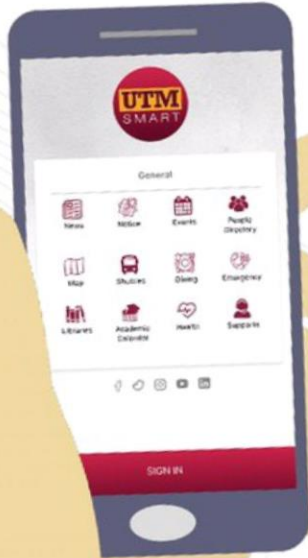 UTM
SMART
General
News Notice Events People
Directory
Map Shuttles Dining Emergency
Libraries Academic Health Supports
Calendar
SIGN IN